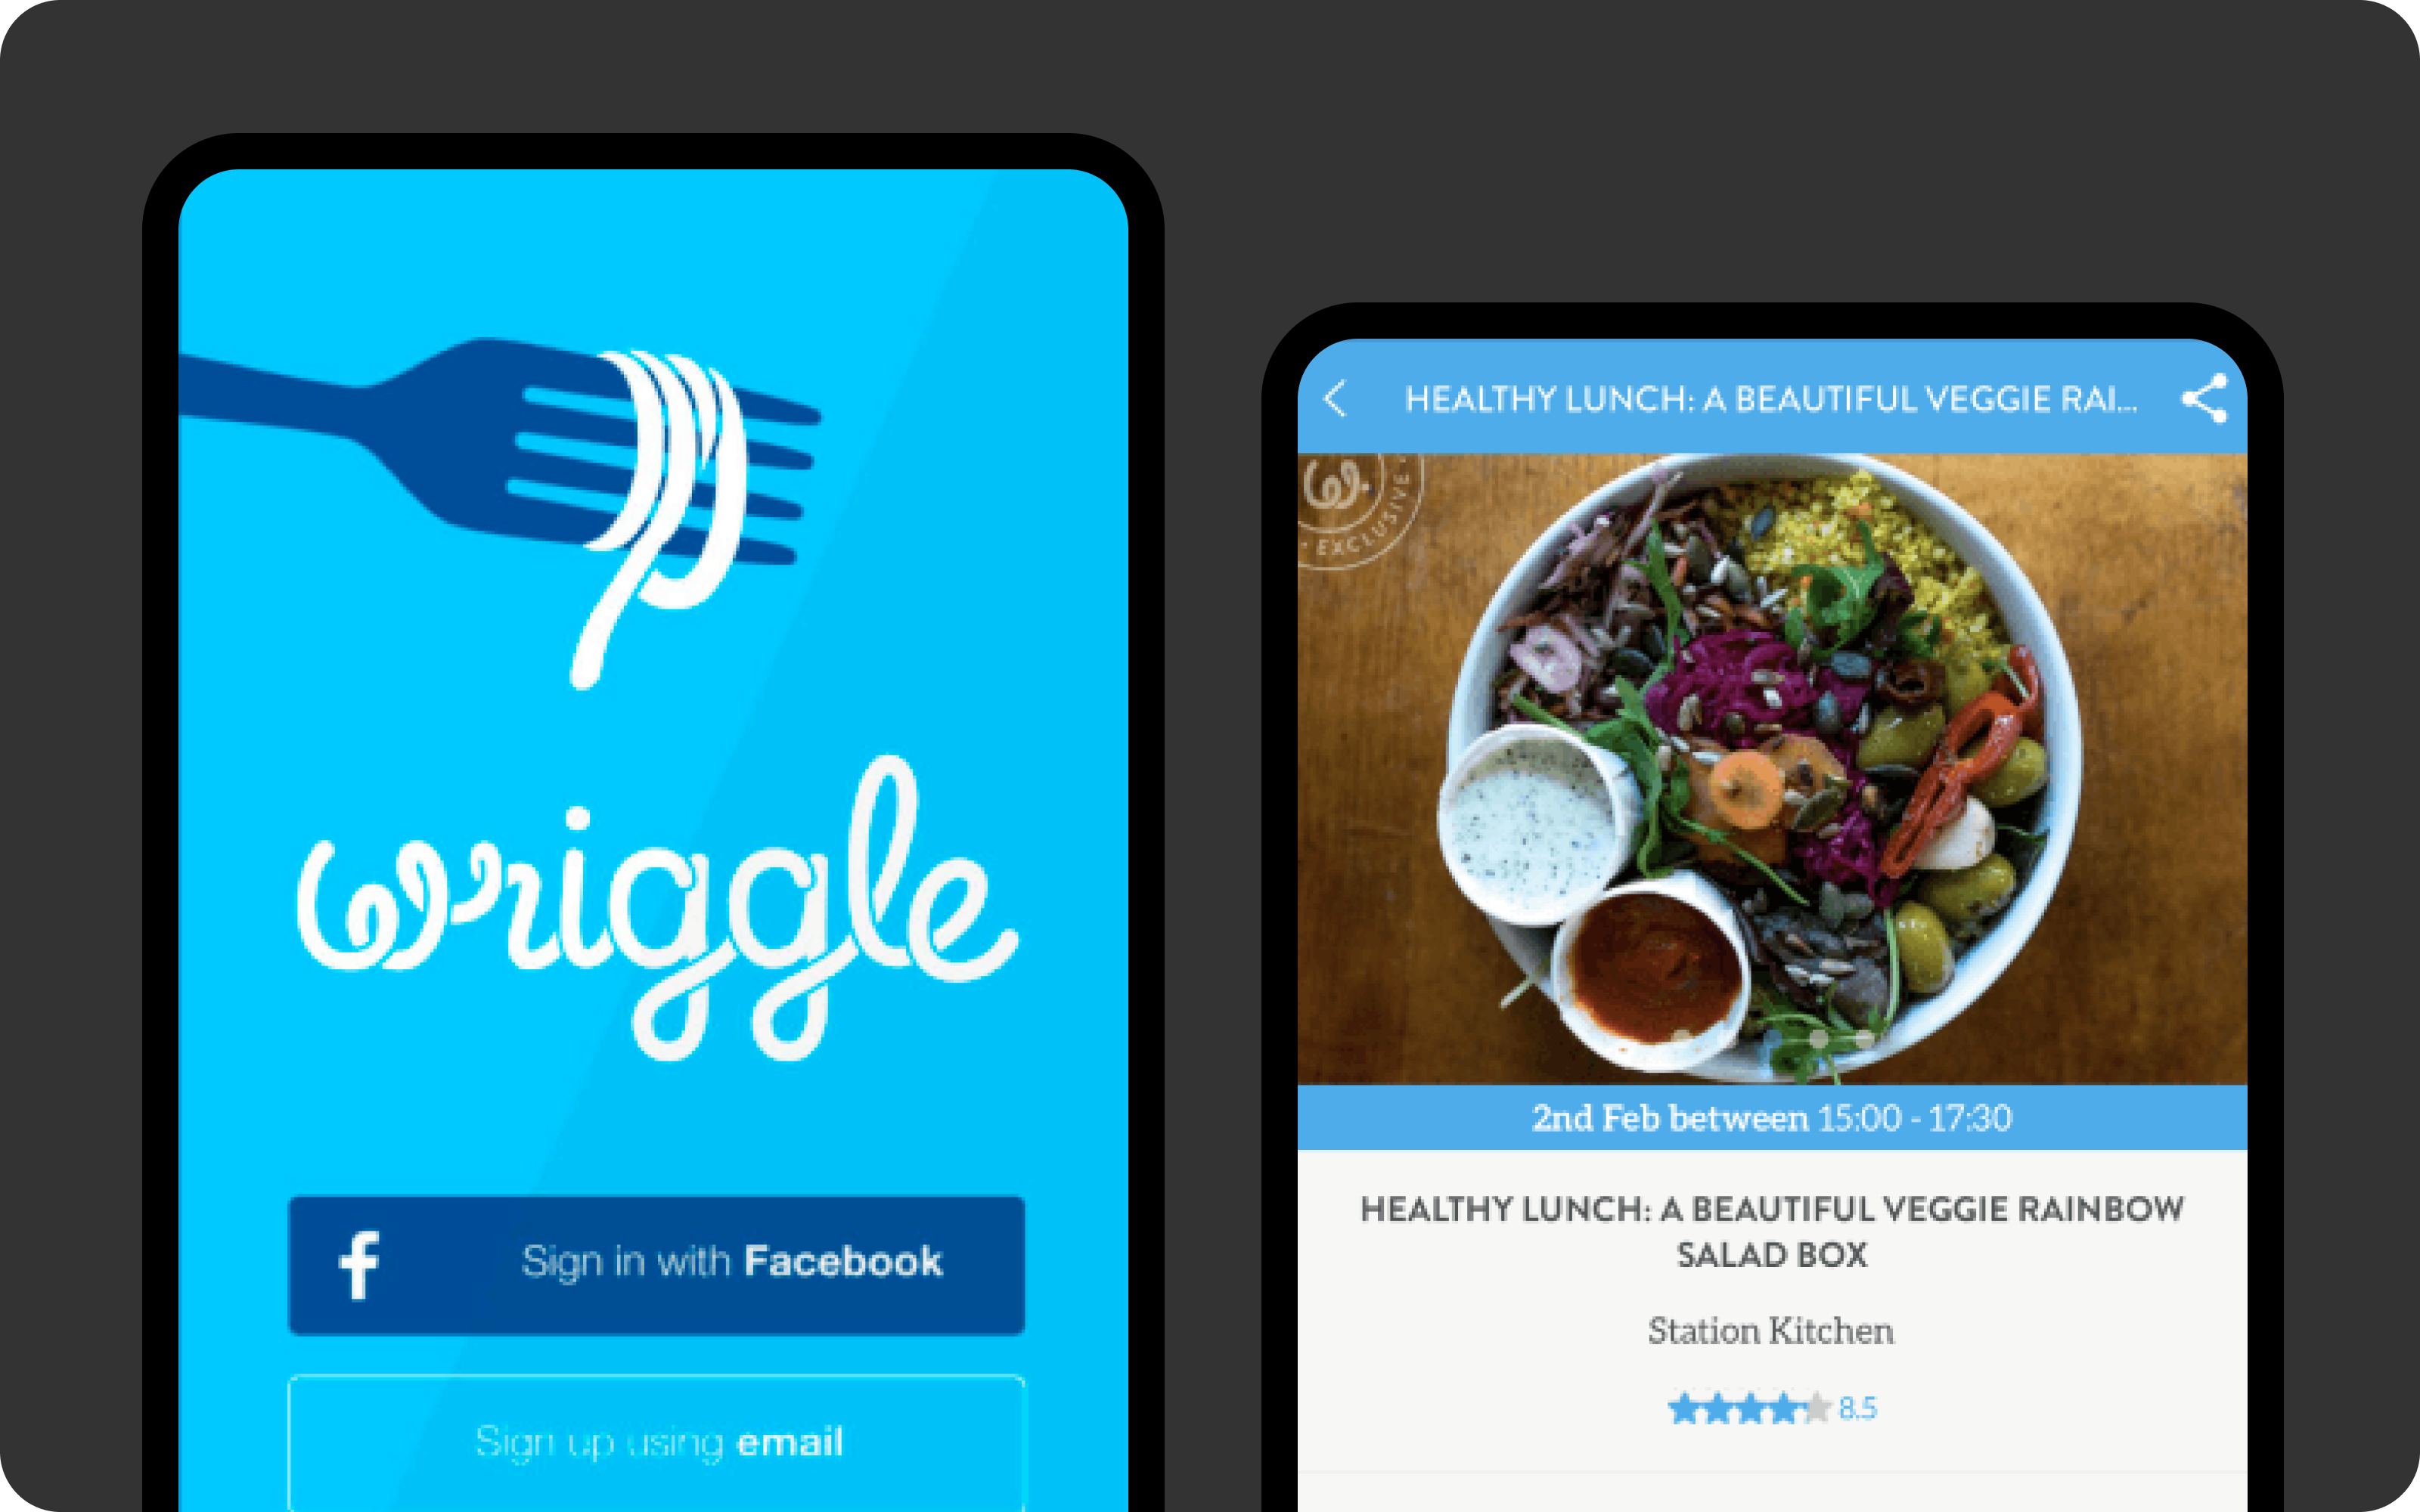 wriggle
Sign in with Facebook
Sign up using email
HEALTHY LUNCH: A BEAUTIFUL VEGGIE RAI...
W.
EXCLUSIVE
2nd Feb between 15:00 - 17:30
HEALTHY LUNCH: A BEAUTIFUL VEGGIE RAINBOW
SALAD BOX
Station Kitchen
8.5